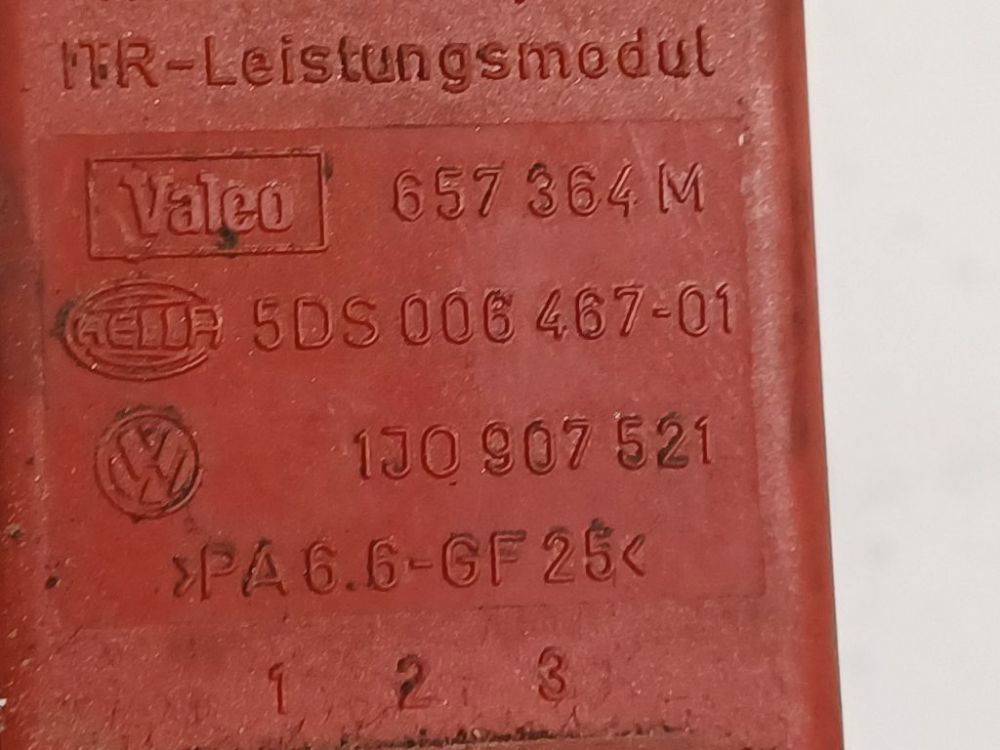 ITR-Leistungsmodul
Valeo 657 364 M
HELLA 5DS 006 467-01
VW 1J0 907 521
>PA 6.6-GF 25<
1 2 3